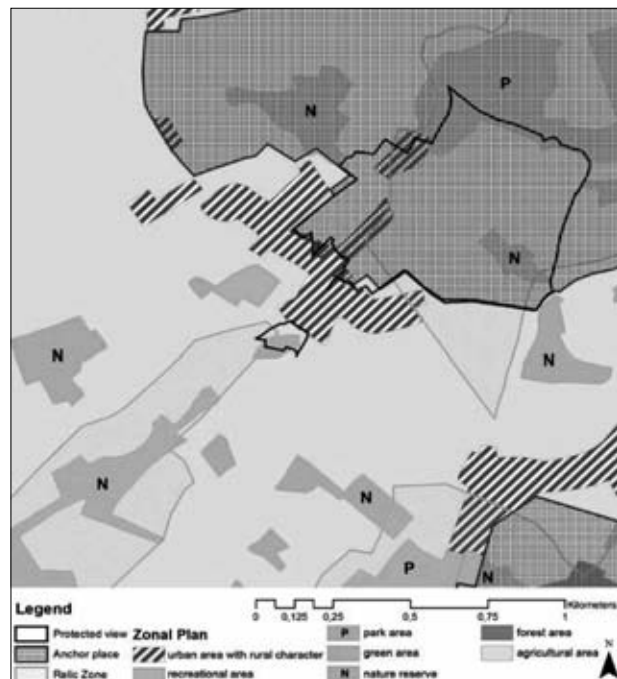 P
N
N
N
N
N
N
P
N
Legend
Protected view
Anchor place
Relic Zone
Zonal Plan
urban area with rural character
recreational area
P park area
green area
N nature reserve
forest area
agricultural area
0 0,125 0,25 0,5 0,75 1
Kilometers
N